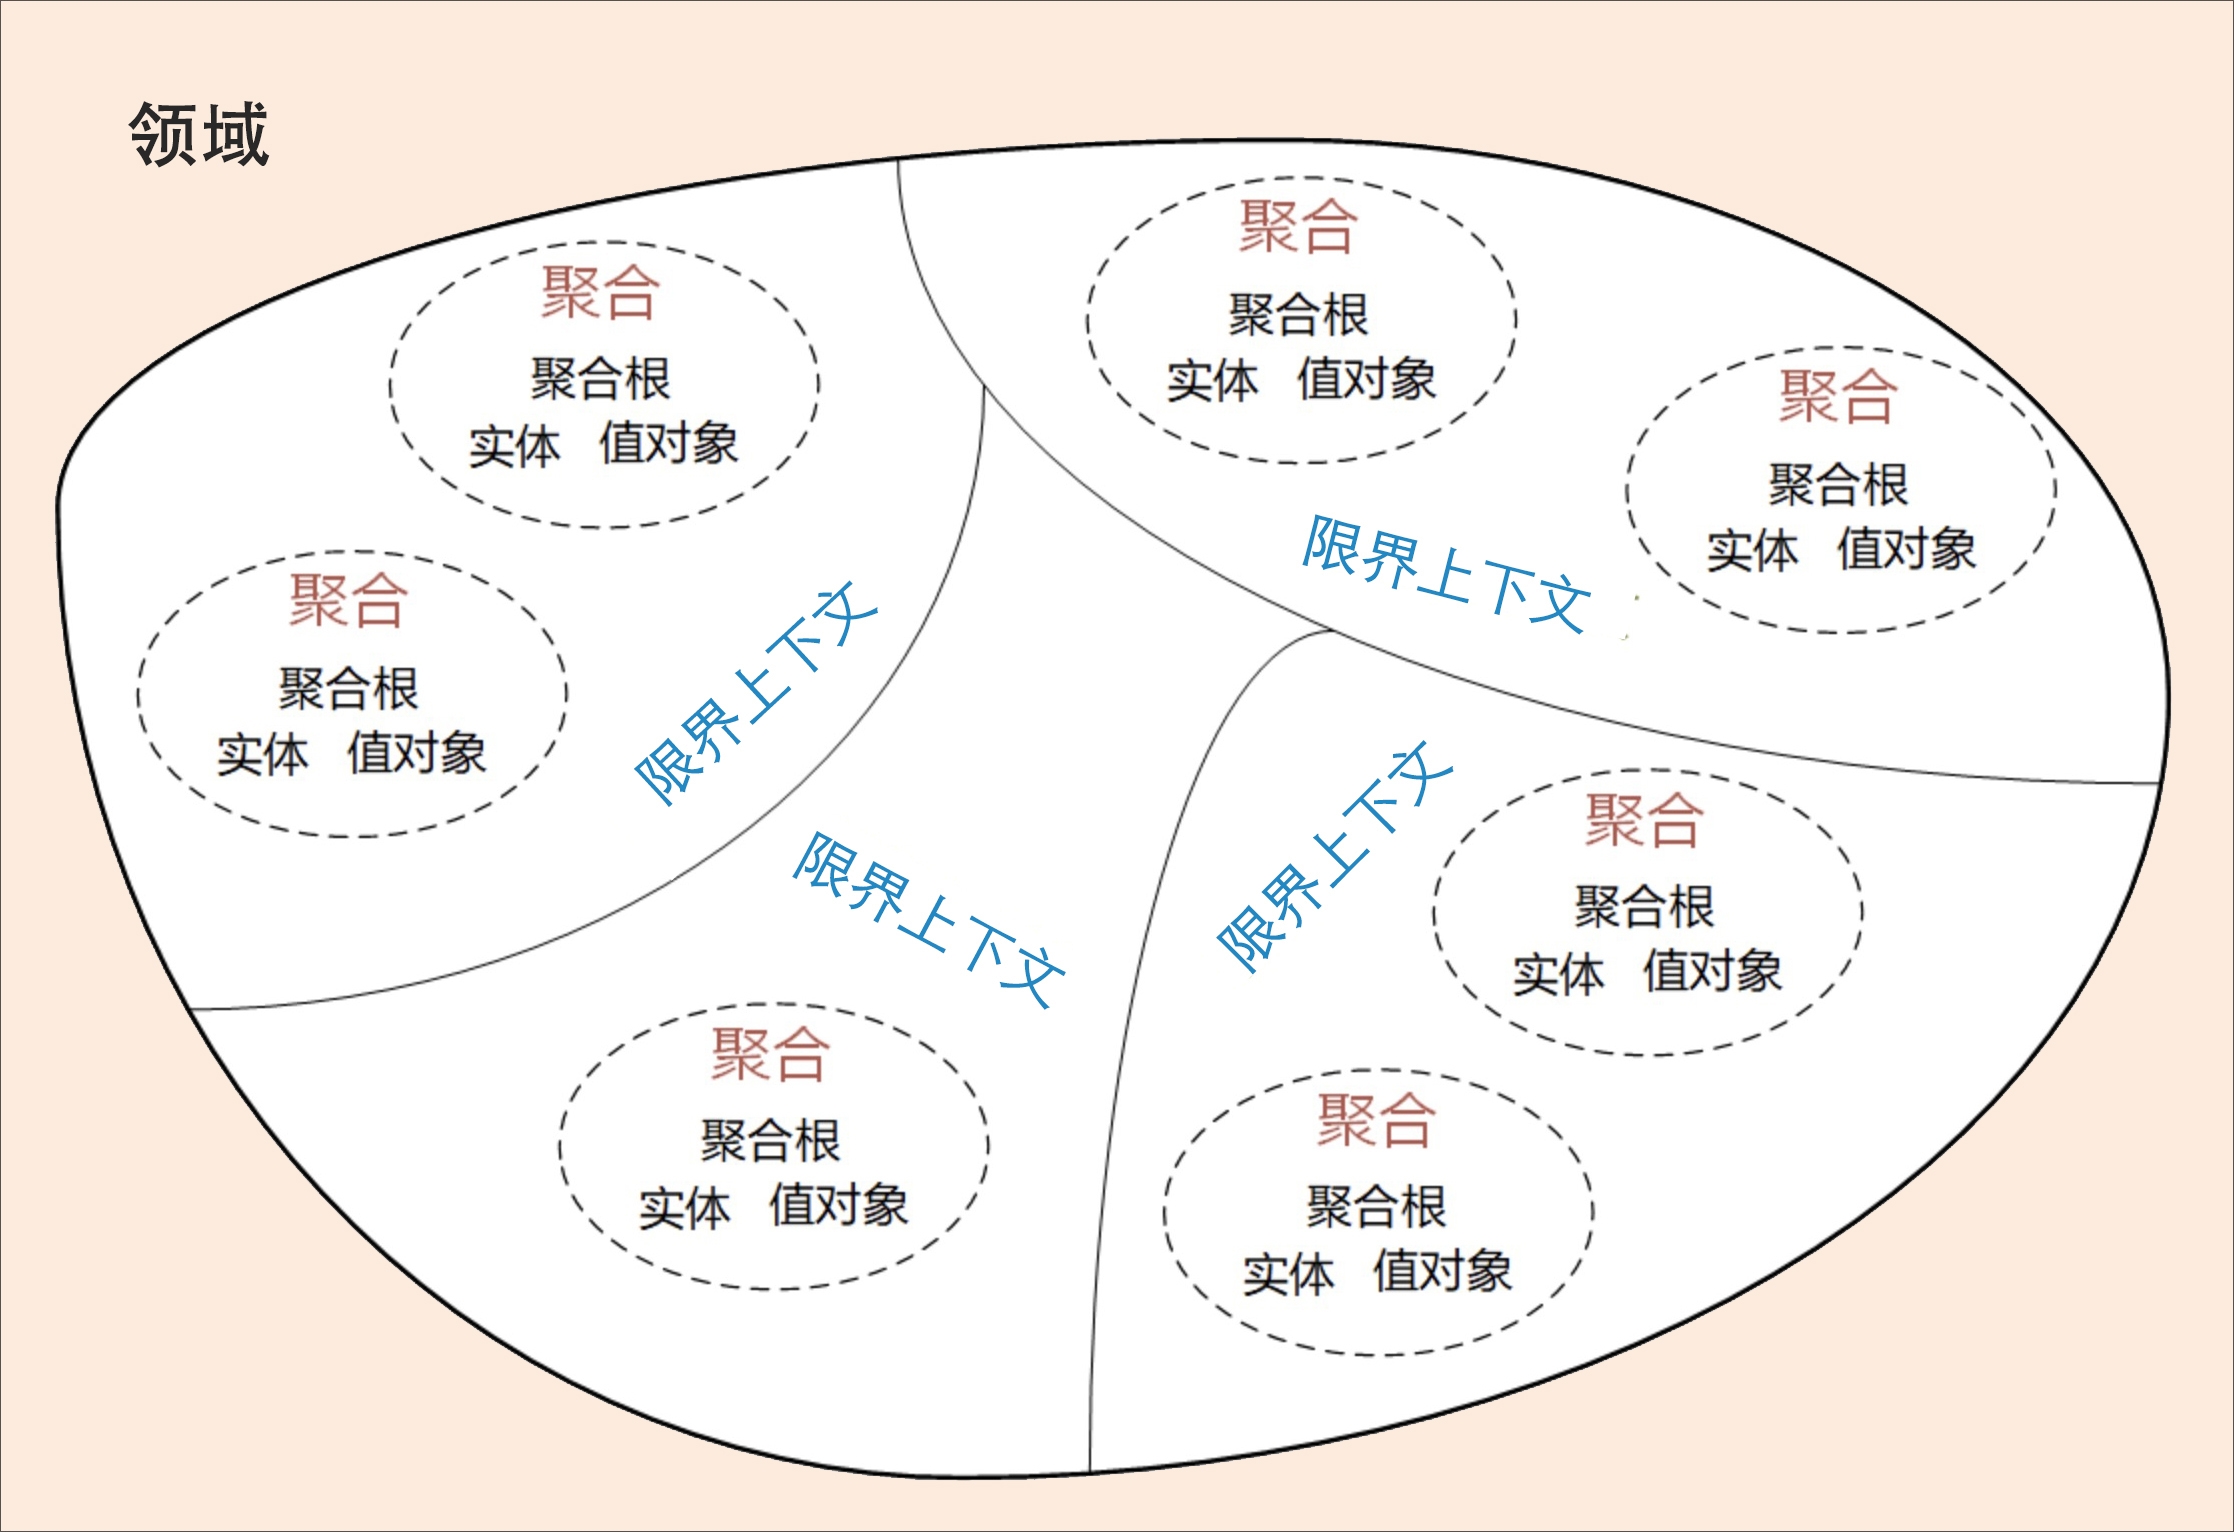 领域
聚合
聚合根
实体 值对象
聚合
聚合根
实体 值对象
限界上下文
聚合
聚合根
实体 值对象
聚合
聚合根
实体 值对象
限界上下文
限界上下文
聚合
聚合根
实体 值对象
限界上下文
聚合
聚合根
实体 值对象
聚合
聚合根
实体 值对象